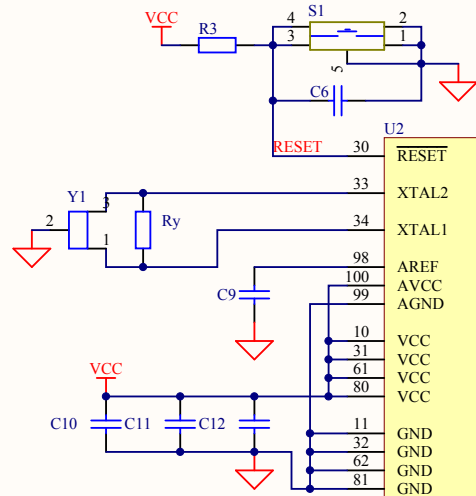 S1
VCC
R3
4
2
3
1
5
C6
U2
RESET
30
RESET
33
XTAL2
Y1
3
2
Ry
34
XTAL1
1
98
AREF
100
AVCC
C9
99
AGND
10
VCC
31
VCC
VCC
61
VCC
80
VCC
C10
C11
C12
11
GND
32
GND
62
GND
81
GND